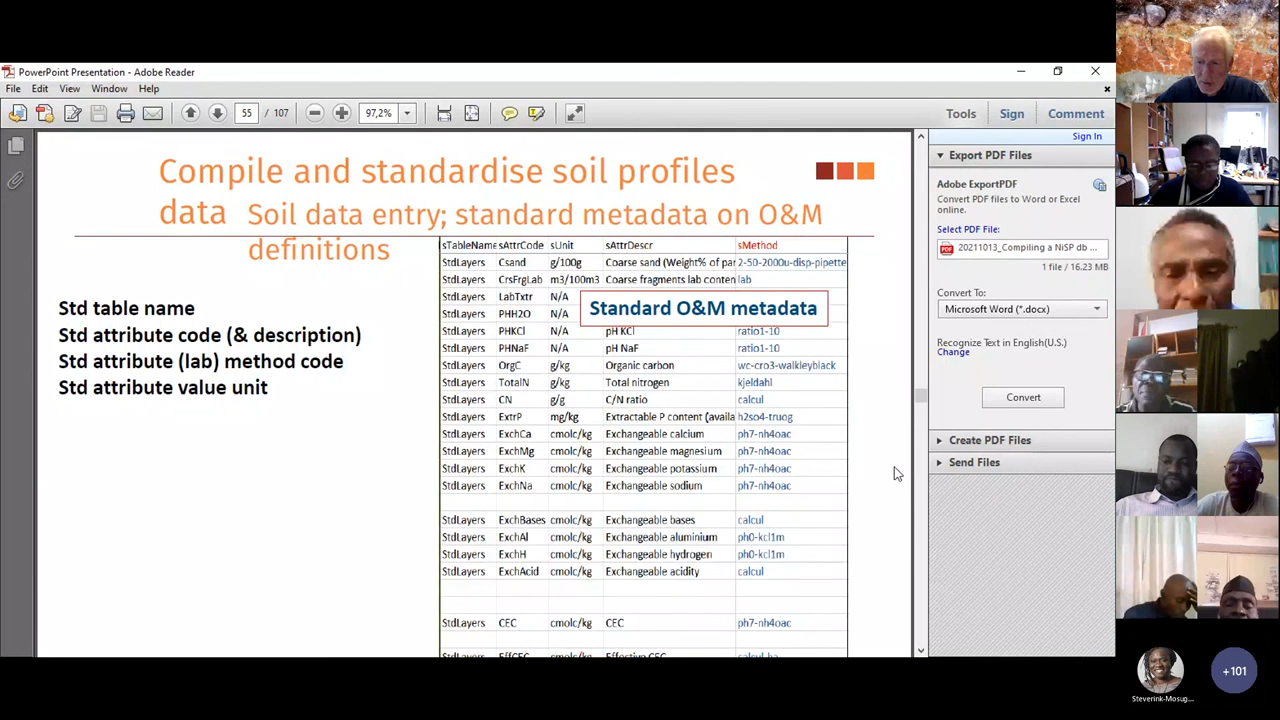 PowerPoint Presentation - Adobe Reader
File Edit View Window Help
55 / 107 97,2% Tools Sign Comment
Sign In
Compile and standardise soil profiles
data Soil data entry; standard metadata on O&M
definitions
Std table name
Std attribute code (& description)
Std attribute (lab) method code
Std attribute value unit
sTableName sAttrCode sUnit sAttrDescr sMethod
StdLayers Csand g/100g Coarse sand (Weight% of par 2-50-2000u-disp-pipette
StdLayers CrsFrgLab m3/100m3 Coarse fragments lab conten lab
StdLayers LabTxtr N/A
Standard O&M metadata
StdLayers PHH2O N/A
StdLayers PHKCl N/A pH KCl ratio1-10
StdLayers PHNaF N/A pH NaF ratio1-10
StdLayers OrgC g/kg Organic carbon wc-cro3-walkleyblack
StdLayers TotalN g/kg Total nitrogen kjeldahl
StdLayers CN g/g C/N ratio calcul
StdLayers ExtrP mg/kg Extractable P content (availa h2so4-truog
StdLayers ExchCa cmolc/kg Exchangeable calcium ph7-nh4oac
StdLayers ExchMg cmolc/kg Exchangeable magnesium ph7-nh4oac
StdLayers ExchK cmolc/kg Exchangeable potassium ph7-nh4oac
StdLayers ExchNa cmolc/kg Exchangeable sodium ph7-nh4oac
StdLayers ExchBases cmolc/kg Exchangeable bases calcul
StdLayers ExchAl cmolc/kg Exchangeable aluminium ph0-kcl1m
StdLayers ExchH cmolc/kg Exchangeable hydrogen ph0-kcl1m
StdLayers ExchAcid cmolc/kg Exchangeable acidity calcul
StdLayers CEC cmolc/kg CEC ph7-nh4oac
Export PDF Files
Adobe ExportPDF
Convert PDF files to Word or Excel
online.
Select PDF File:
20211013_Compiling a NiSP db ...
1 file / 16.23 MB
Convert To:
Microsoft Word (*.docx)
Recognize Text in English(U.S.)
Change
Convert
Create PDF Files
Send Files
+101
Steverink-Mosug...